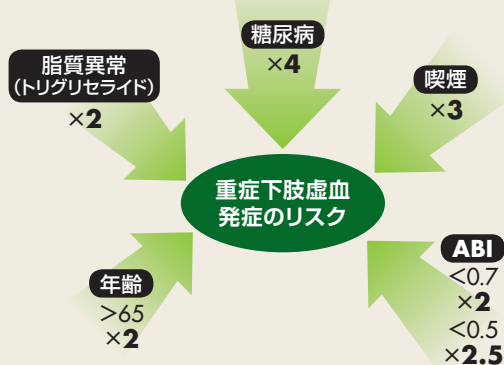 糖尿病
×4
脂質異常
(トリグリセライド)
×2
喫煙
×3
重症下肢虚血
発症のリスク
年齢
>65
×2
ABI
<0.7
×2
<0.5
×2.5